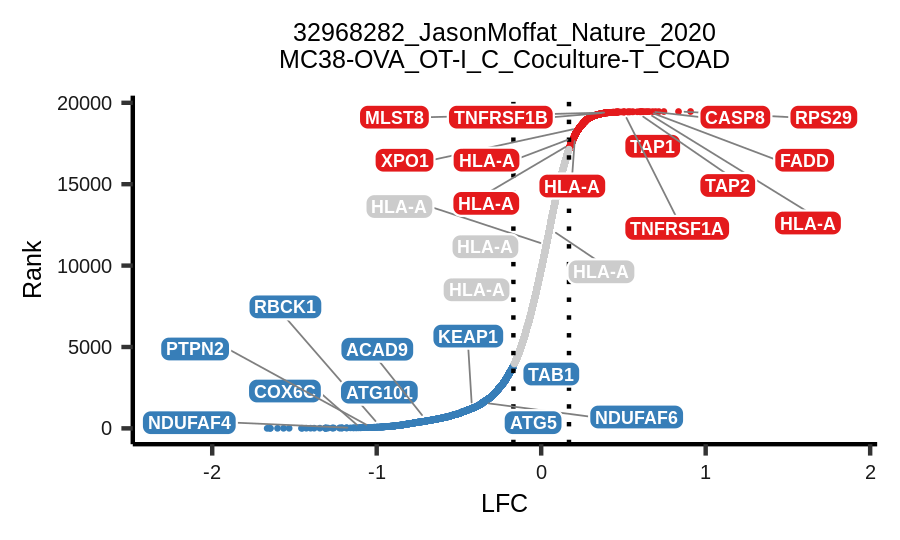 32968282_JasonMoffat_Nature_2020
MC38-OVA_OT-I_C_Coculture-T_COAD
20000
MLST8
TNFRSF1B
CASP8
RPS29
XPO1
HLA-A
TAP1
FADD
15000
HLA-A
HLA-A
TAP2
HLA-A
TNFRSF1A
HLA-A
Rank
10000
HLA-A
HLA-A
HLA-A
RBCK1
5000
PTPN2
ACAD9
KEAP1
TAB1
COX6C
ATG101
NDUFAF4
ATG5
NDUFAF6
0
-2
-1
0
1
2
LFC